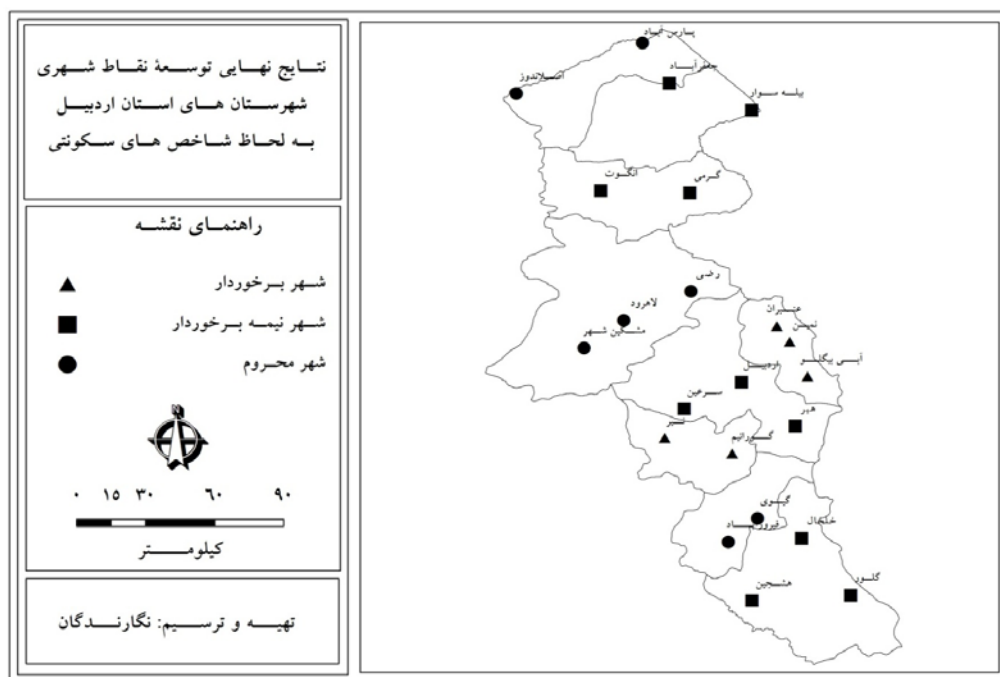 نتایج نهایی توسعهٔ نقاط شهری
شهرستان های استان اردبیل
به لحاظ شاخص های سکونتی
راهنمای نقشه
شهر برخوردار
شهر نیمه برخوردار
شهر محروم
N
۰ ۱۵ ۳۰ ۶۰ ۹۰
کیلومتر
تهیه و ترسیم: نگارندگان
پارس آباد
جعفرآباد
اصلاندوز
بیله سوار
انگوت
گرمی
رضی
لاهرود
مشگین شهر
عنبران
نمین
آبی بیگلو
اردبیل
سرعین
هیر
نیر
کورائیم
گیوی
فیروزآباد
خلخال
هشجین
کلور